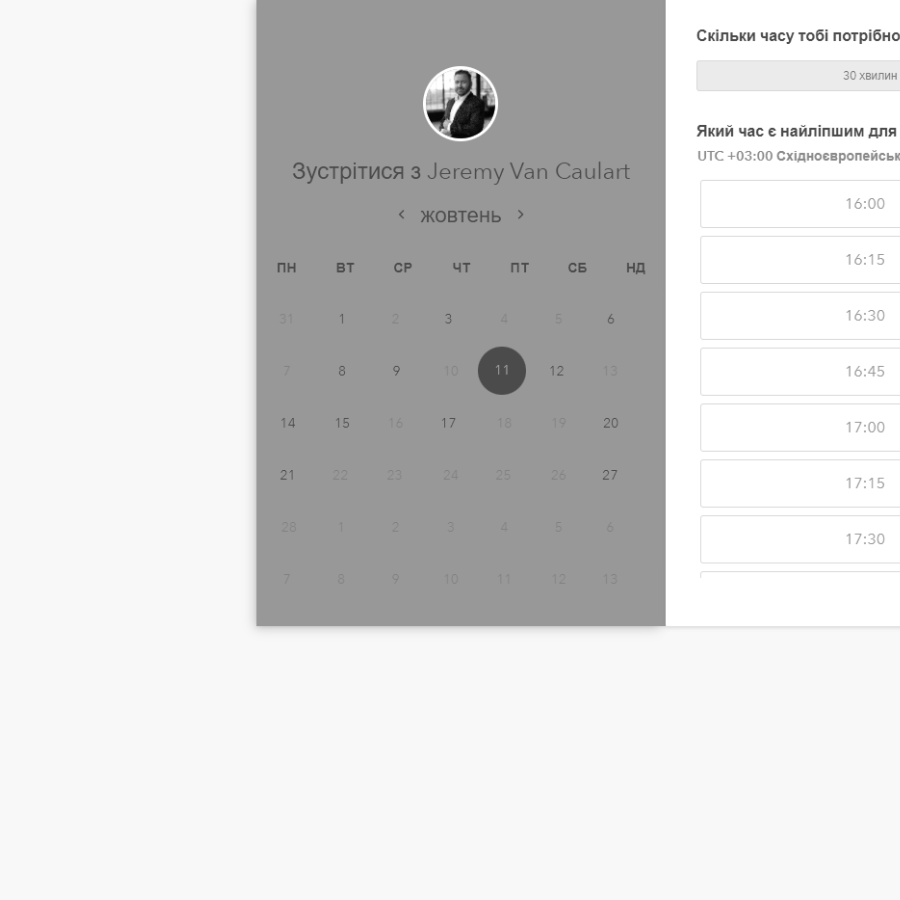 Зустрітися з Jeremy Van Caulart
‹ жовтень ›
ПН ВТ СР ЧТ ПТ СБ НД
31 1 2 3 4 5 6
7 8 9 10 11 12 13
14 15 16 17 18 19 20
21 22 23 24 25 26 27
28 1 2 3 4 5 6
7 8 9 10 11 12 13
Скільки часу тобі потрібно
30 хвилин
Який час є найліпшим для
UTC +03:00 Східноєвропейськ
16:00
16:15
16:30
16:45
17:00
17:15
17:30